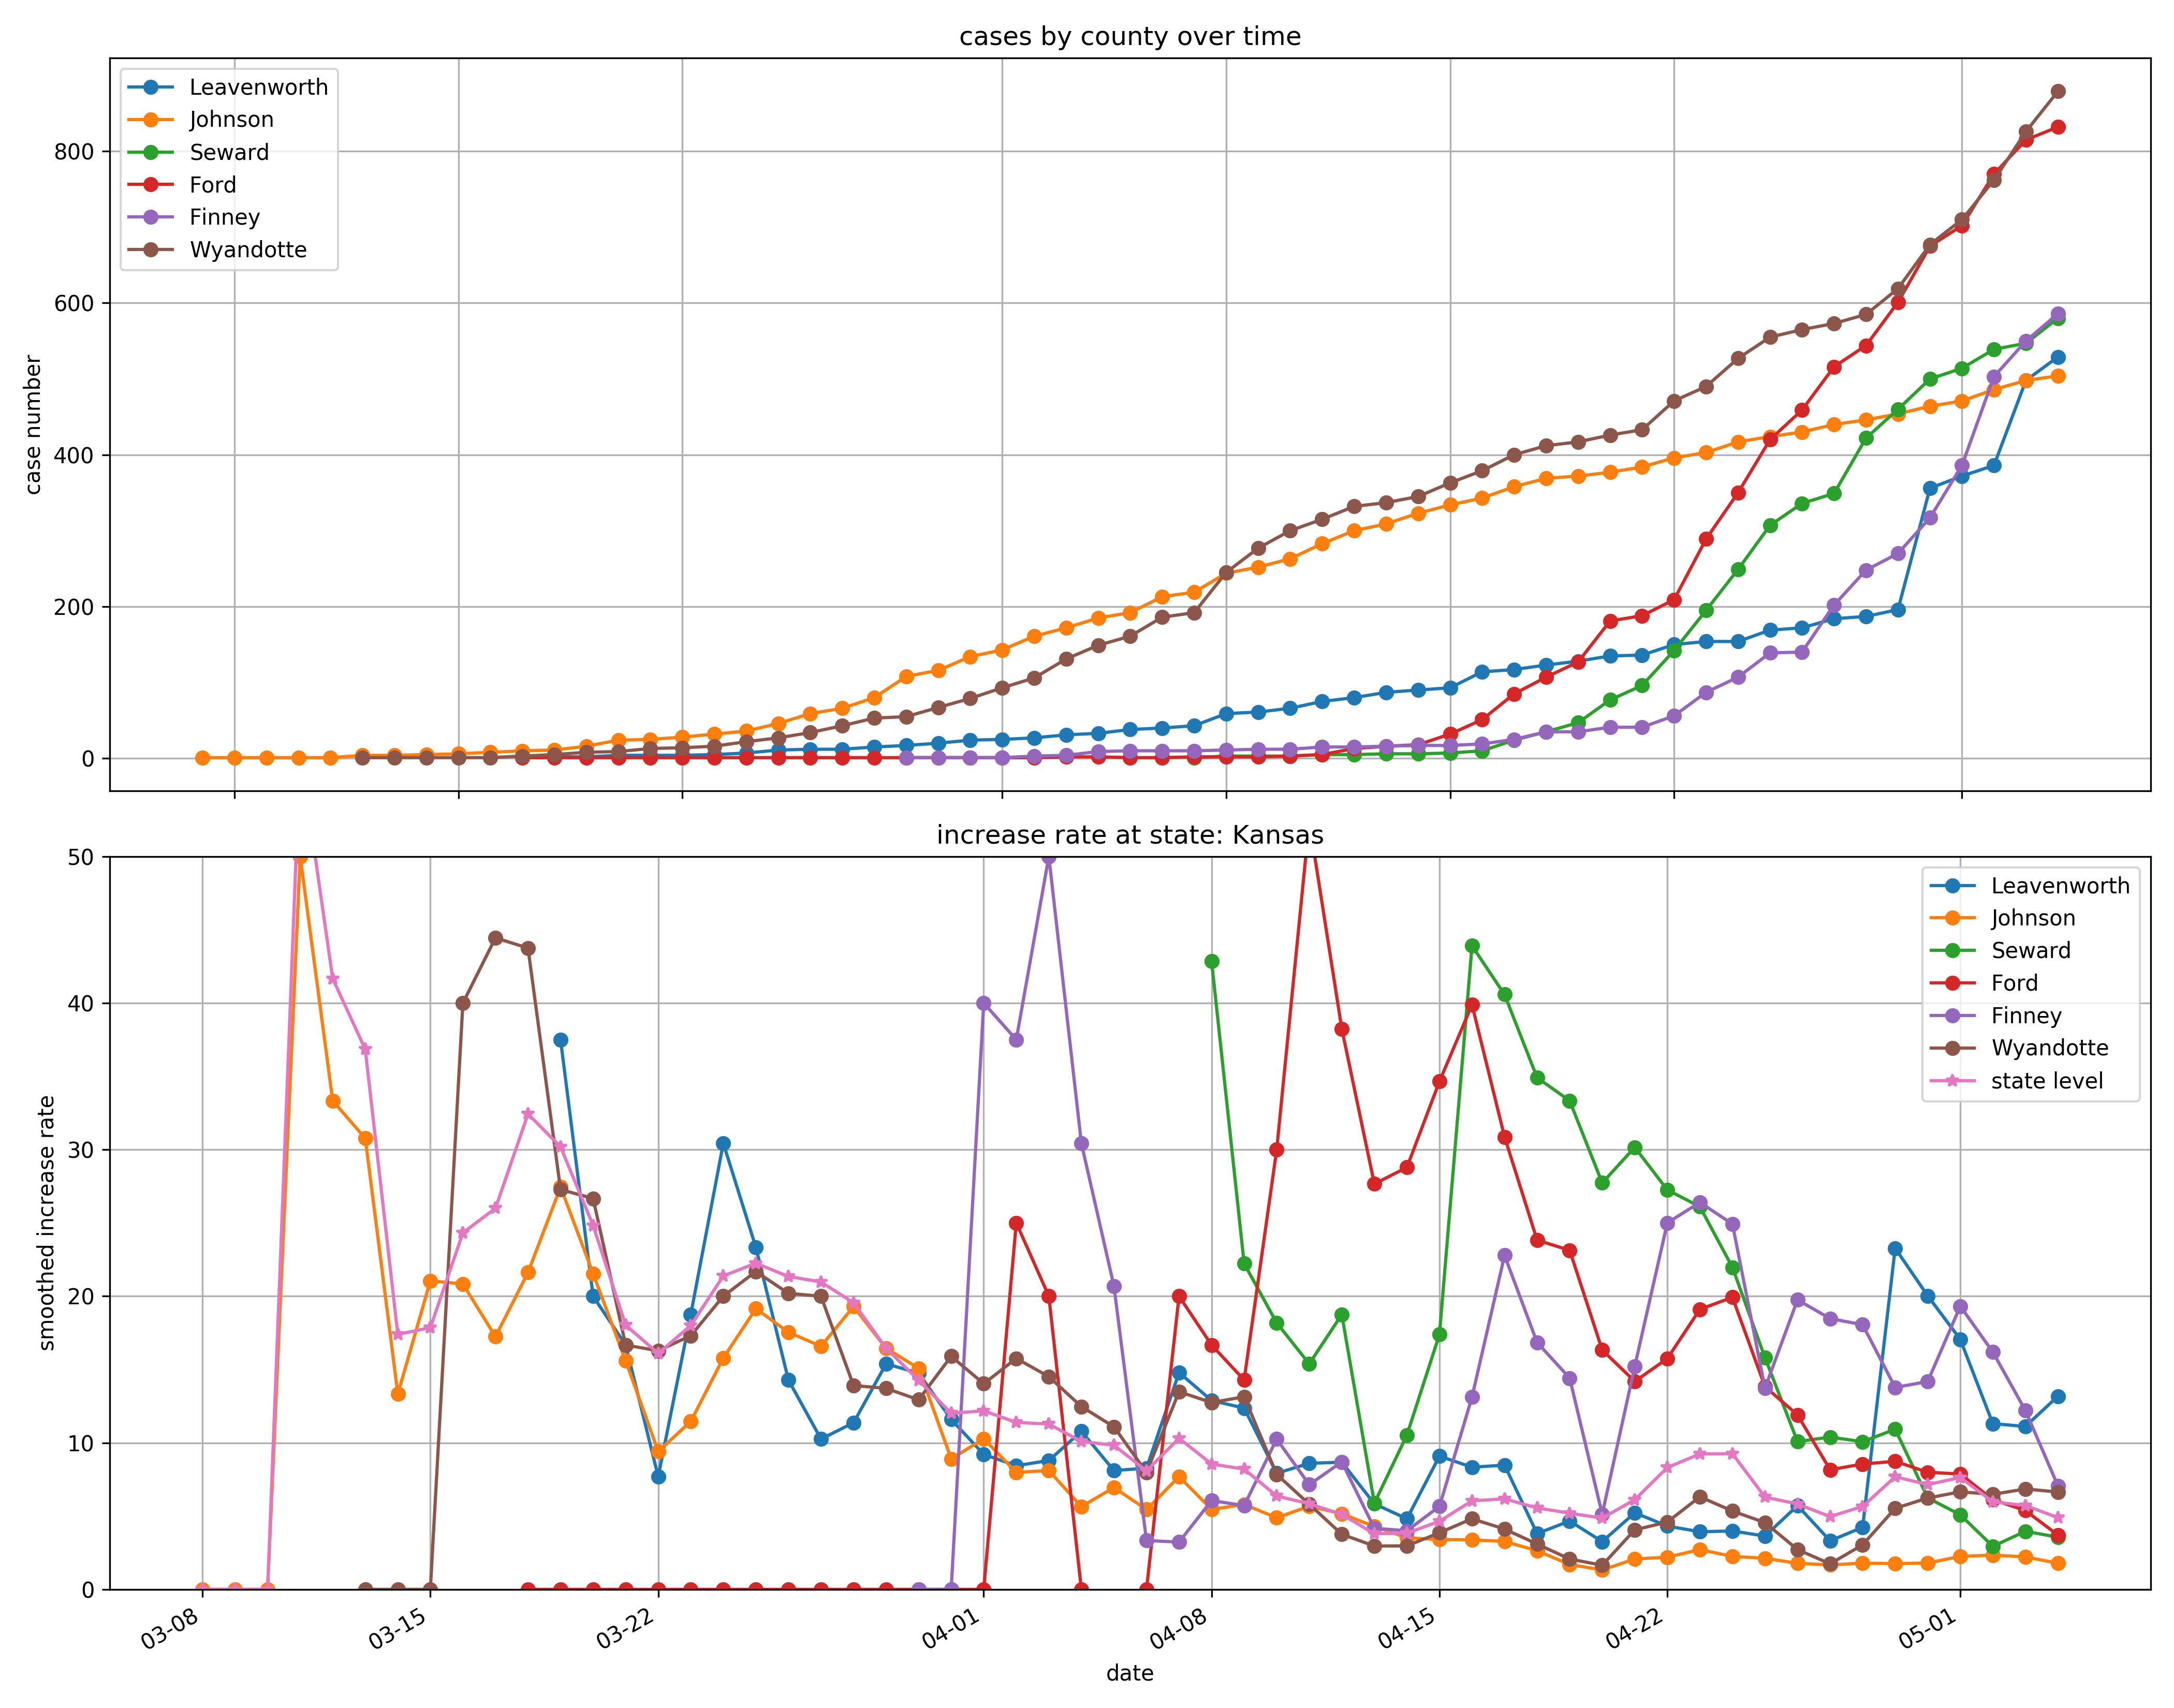 cases by county over time
Leavenworth
Johnson
Seward
Ford
Finney
Wyandotte
800
600
400
200
0
case number
increase rate at state: Kansas
Leavenworth
Johnson
Seward
Ford
Finney
Wyandotte
state level
50
40
30
20
10
0
smoothed increase rate
03-08
03-15
03-22
04-01
04-08
04-15
04-22
05-01
date